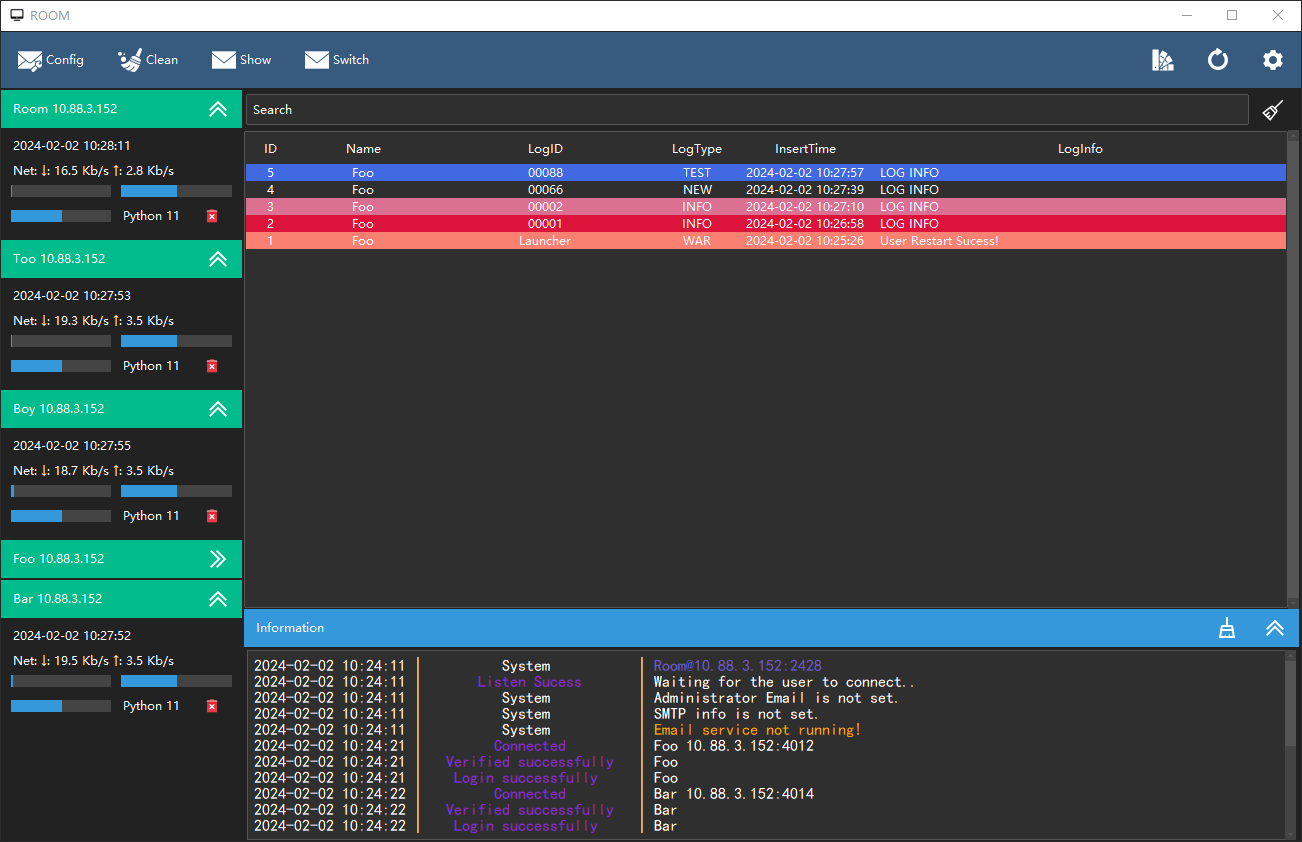 ROOM
Config Clean Show Switch
Room 10.88.3.152
2024-02-02 10:28:11
Net: ↓: 16.5 Kb/s ↑: 2.8 Kb/s
Python 11
Too 10.88.3.152
2024-02-02 10:27:53
Net: ↓: 19.3 Kb/s ↑: 3.5 Kb/s
Python 11
Boy 10.88.3.152
2024-02-02 10:27:55
Net: ↓: 18.7 Kb/s ↑: 3.5 Kb/s
Python 11
Foo 10.88.3.152
Bar 10.88.3.152
2024-02-02 10:27:52
Net: ↓: 19.5 Kb/s ↑: 3.5 Kb/s
Python 11
Search
ID Name LogID LogType InsertTime LogInfo
5 Foo 00088 TEST 2024-02-02 10:27:57 LOG INFO
4 Foo 00066 NEW 2024-02-02 10:27:39 LOG INFO
3 Foo 00002 INFO 2024-02-02 10:27:10 LOG INFO
2 Foo 00001 INFO 2024-02-02 10:26:58 LOG INFO
1 Foo Launcher WAR 2024-02-02 10:25:26 User Restart Sucess!
Information
2024-02-02 10:24:11 System Room@10.88.3.152:2428
2024-02-02 10:24:11 Listen Sucess Waiting for the user to connect..
2024-02-02 10:24:11 System Administrator Email is not set.
2024-02-02 10:24:11 System SMTP info is not set.
2024-02-02 10:24:11 System Email service not running!
2024-02-02 10:24:21 Connected Foo 10.88.3.152:4012
2024-02-02 10:24:21 Verified successfully Foo
2024-02-02 10:24:21 Login successfully Foo
2024-02-02 10:24:22 Connected Bar 10.88.3.152:4014
2024-02-02 10:24:22 Verified successfully Bar
2024-02-02 10:24:22 Login successfully Bar